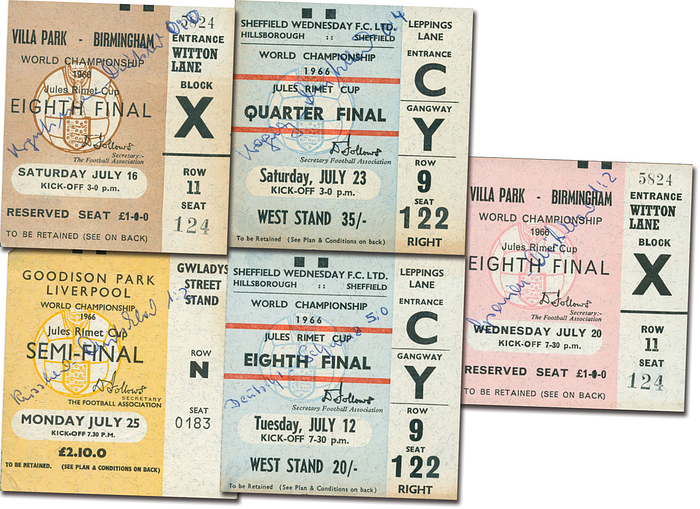 VILLA PARK - BIRMINGHAM
WORLD CHAMPIONSHIP
1966
Jules Rimet Cup
EIGHTH FINAL
D Follows
Secretary:-
The Football Association
SATURDAY JULY 16
KICK-OFF 3-0 p.m.
RESERVED SEAT £1-0-0
TO BE RETAINED (SEE ON BACK)
5824
ENTRANCE
WITTON
LANE
BLOCK
X
ROW
11
SEAT
124
SHEFFIELD WEDNESDAY F.C. LTD.
HILLSBOROUGH :: SHEFFIELD
WORLD CHAMPIONSHIP
1966
JULES RIMET CUP
QUARTER FINAL
D Follows
Secretary Football Association
Saturday, JULY 23
KICK-OFF 3-0 p.m.
WEST STAND 35/-
To be Retained (See Plan & Conditions on back.)
LEPPINGS
LANE
ENTRANCE
C
GANGWAY
Y
ROW
9
SEAT
122
RIGHT
GOODISON PARK
LIVERPOOL
WORLD CHAMPIONSHIP
1966
Jules Rimet Cup
SEMI-FINAL
D Follows
SECRETARY
THE FOOTBALL ASSOCIATION
MONDAY JULY 25
KICK-OFF 7.30 P.M.
£2.10.0
TO BE RETAINED. (SEE PLAN & CONDITIONS ON BACK)
1:2
GWLADYS
STREET
STAND
ROW
N
SEAT
0183
SHEFFIELD WEDNESDAY F.C. LTD.
HILLSBOROUGH :: SHEFFIELD
WORLD CHAMPIONSHIP
1966
JULES RIMET CUP
EIGHTH FINAL
D Follows
Secretary Football Association
Tuesday, JULY 12
KICK-OFF 7-30 p.m.
WEST STAND 20/-
To be Retained (See Plan & Conditions on back.)
5.0
LEPPINGS
LANE
ENTRANCE
C
GANGWAY
Y
ROW
9
SEAT
122
RIGHT
VILLA PARK - BIRMINGHAM
WORLD CHAMPIONSHIP
1966
Jules Rimet Cup
EIGHTH FINAL
D Follows
Secretary:-
The Football Association
WEDNESDAY JULY 20
KICK-OFF 7-30 p.m.
RESERVED SEAT £1-0-0
TO BE RETAINED (SEE ON BACK)
5824
ENTRANCE
WITTON
LANE
BLOCK
X
ROW
11
SEAT
124